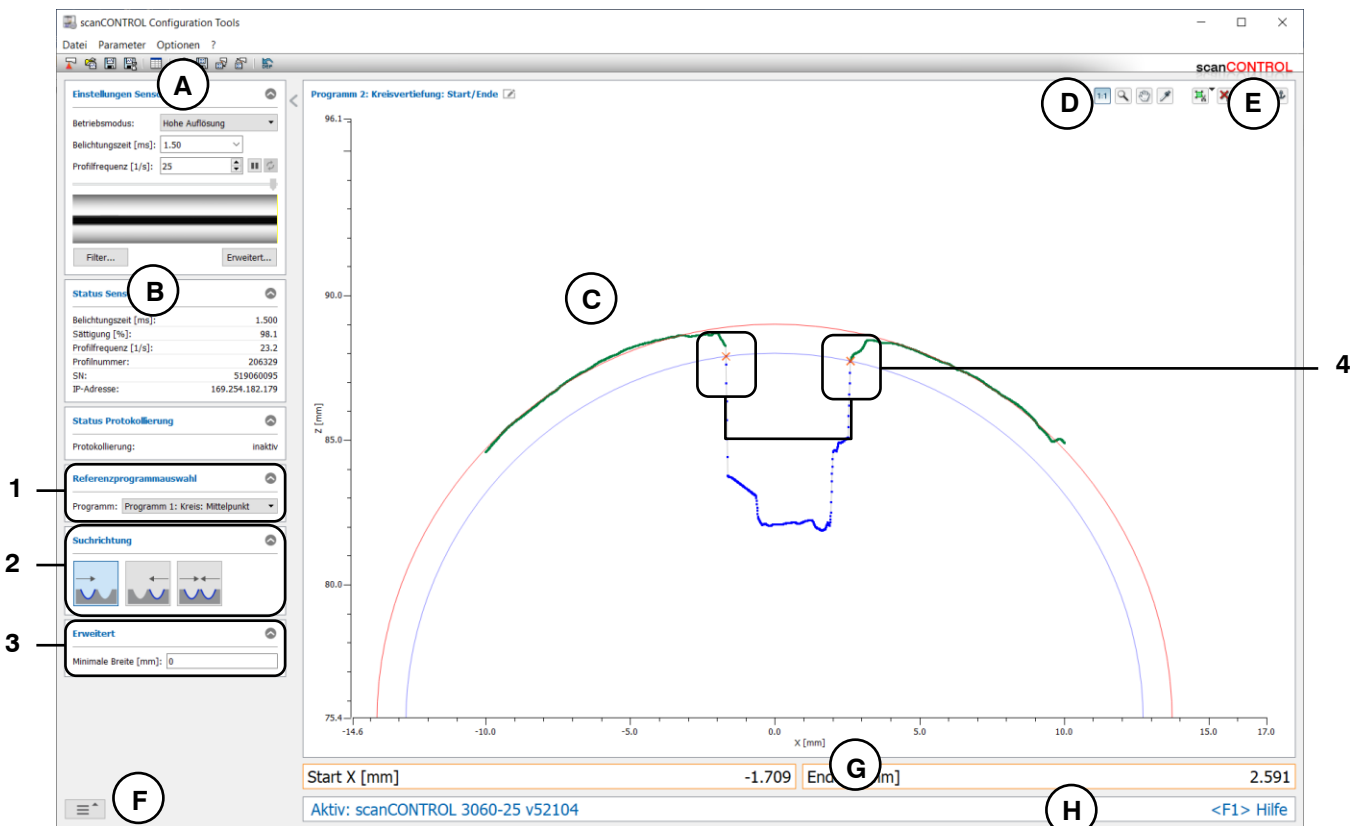 scanCONTROL Configuration Tools
Datei Parameter Optionen ?
scanCONTROL
A
Einstellungen
Betriebsmodus: Hohe Auflösung
Belichtungszeit [ms]: 1.50
Profilfrequenz [1/s]: 25
Filter... Erweitert...
B
Status
Belichtungszeit [ms]: 1.500
Sättigung [%]: 98.1
Profilfrequenz [1/s]: 23.2
Profilnummer: 206329
SN: 519060095
IP-Adresse: 169.254.182.179
Status Protokollierung
Protokollierung: inaktiv
1
Referenzprogrammauswahl
Programm: Programm 1: Kreis: Mittelpunkt
2
Suchrichtung
3
Erweitert
Minimale Breite [mm]: 0
F
Programm 2: Kreisvertiefung: Start/Ende
D
1:1
E
C
4
96.1
90.0
85.0
80.0
75.4
Z [mm]
-14.6 -10.0 -5.0 0.0 5.0 10.0 15.0 17.0
X [mm]
G
Start X [mm] -1.709
2.591
H
Aktiv: scanCONTROL 3060-25 v52104 <F1> Hilfe